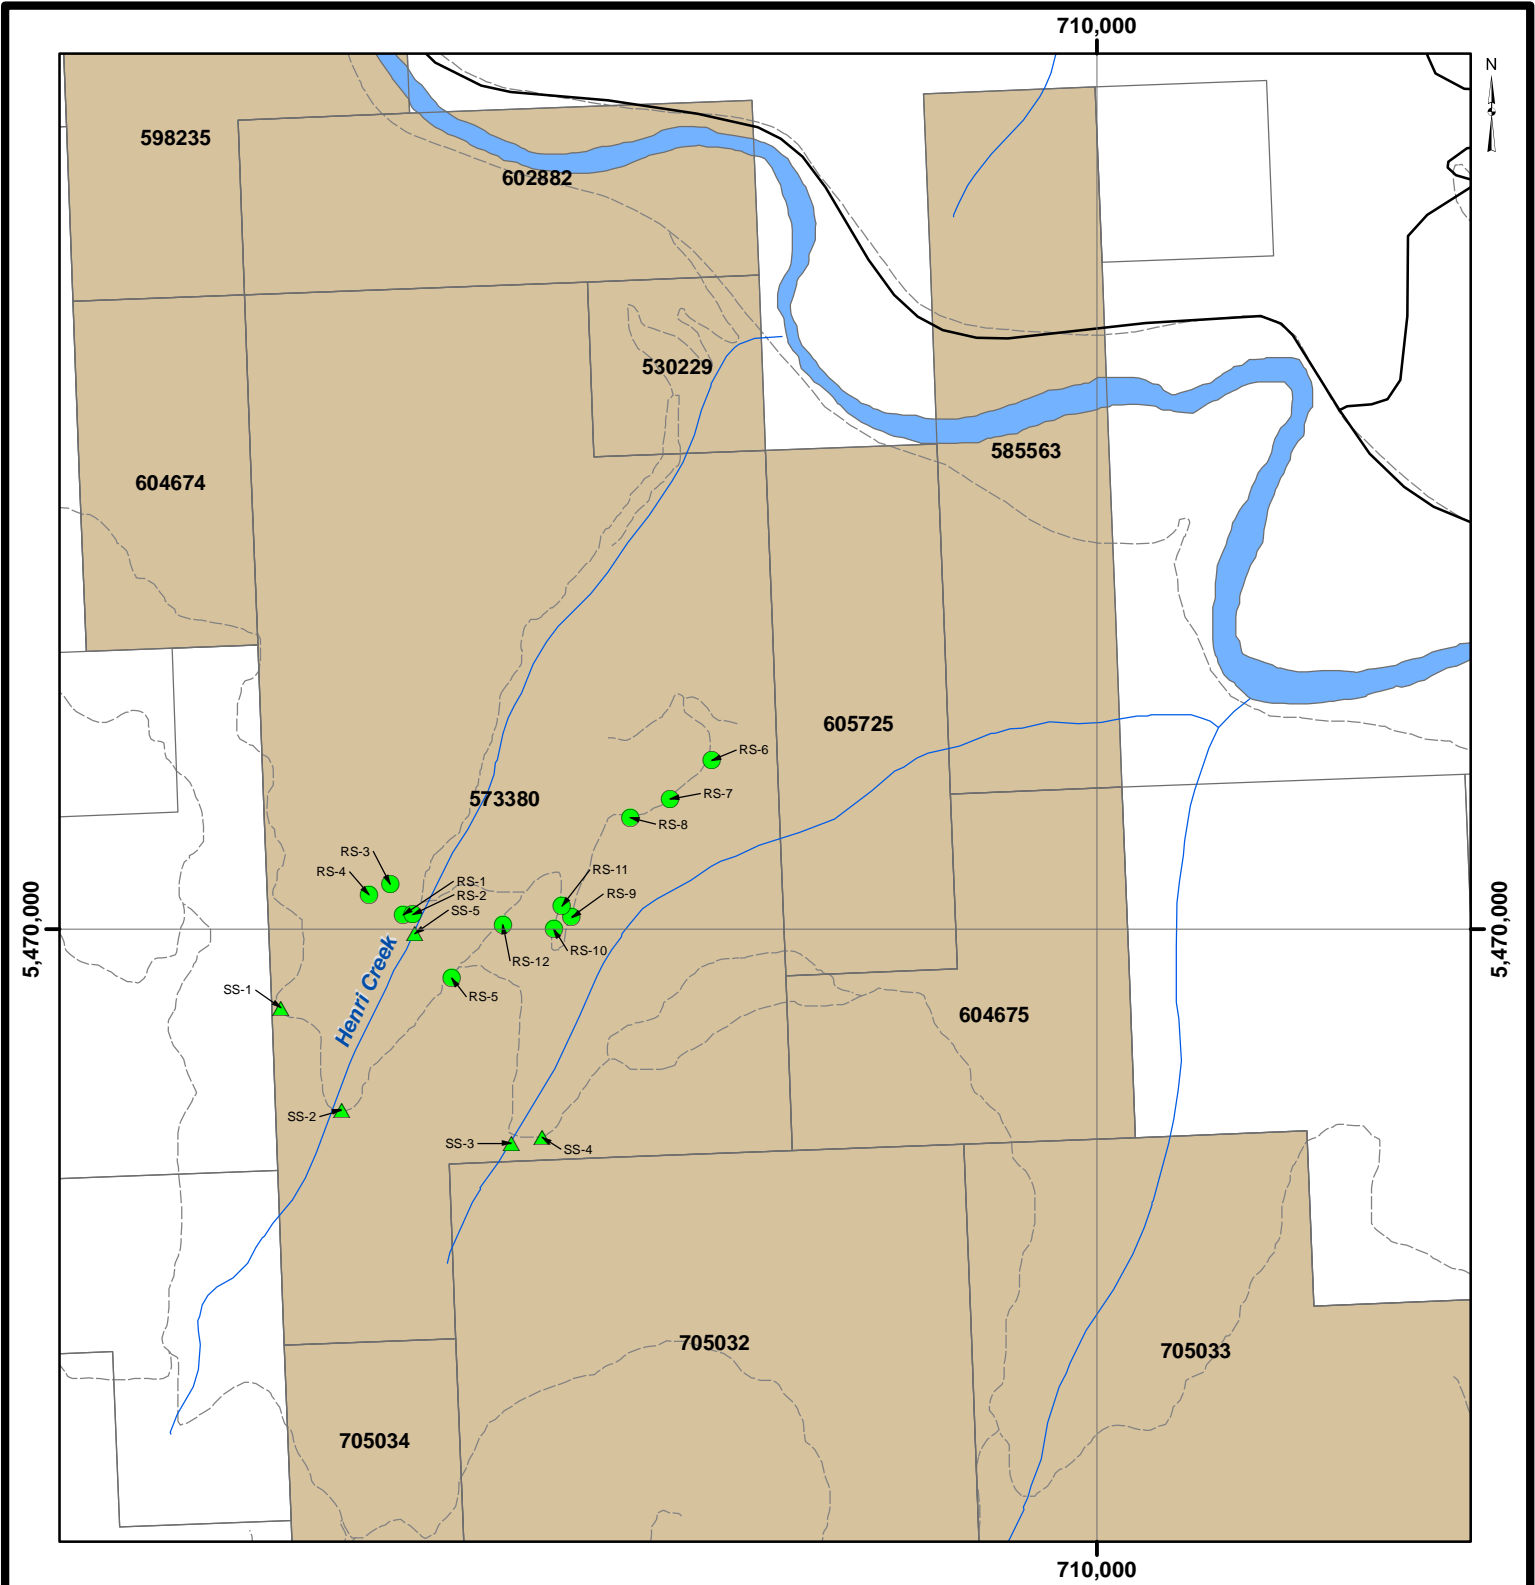 710,000
N
598235
602882
530229
585563
604674
605725
RS-6
573380
RS-7
RS-8
RS-3
RS-4
RS-11
RS-1
RS-9
RS-2
SS-5
5,470,000
5,470,000
Henri Creek
RS-10
RS-12
SS-1
RS-5
604675
SS-2
SS-3
SS-4
705032
705033
705034
710,000